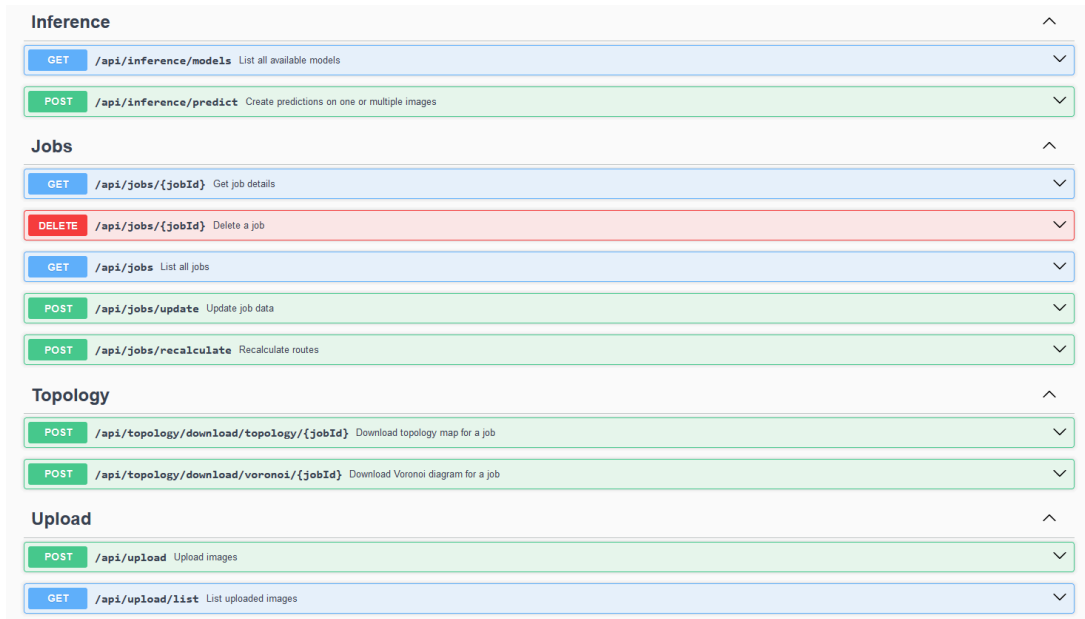 Inference
GET /api/inference/models List all available models
POST /api/inference/predict Create predictions on one or multiple images
Jobs
GET /api/jobs/{jobId} Get job details
DELETE /api/jobs/{jobId} Delete a job
GET /api/jobs List all jobs
POST /api/jobs/update Update job data
POST /api/jobs/recalculate Recalculate routes
Topology
POST /api/topology/download/topology/{jobId} Download topology map for a job
POST /api/topology/download/voronoi/{jobId} Download Voronoi diagram for a job
Upload
POST /api/upload Upload images
GET /api/upload/list List uploaded images